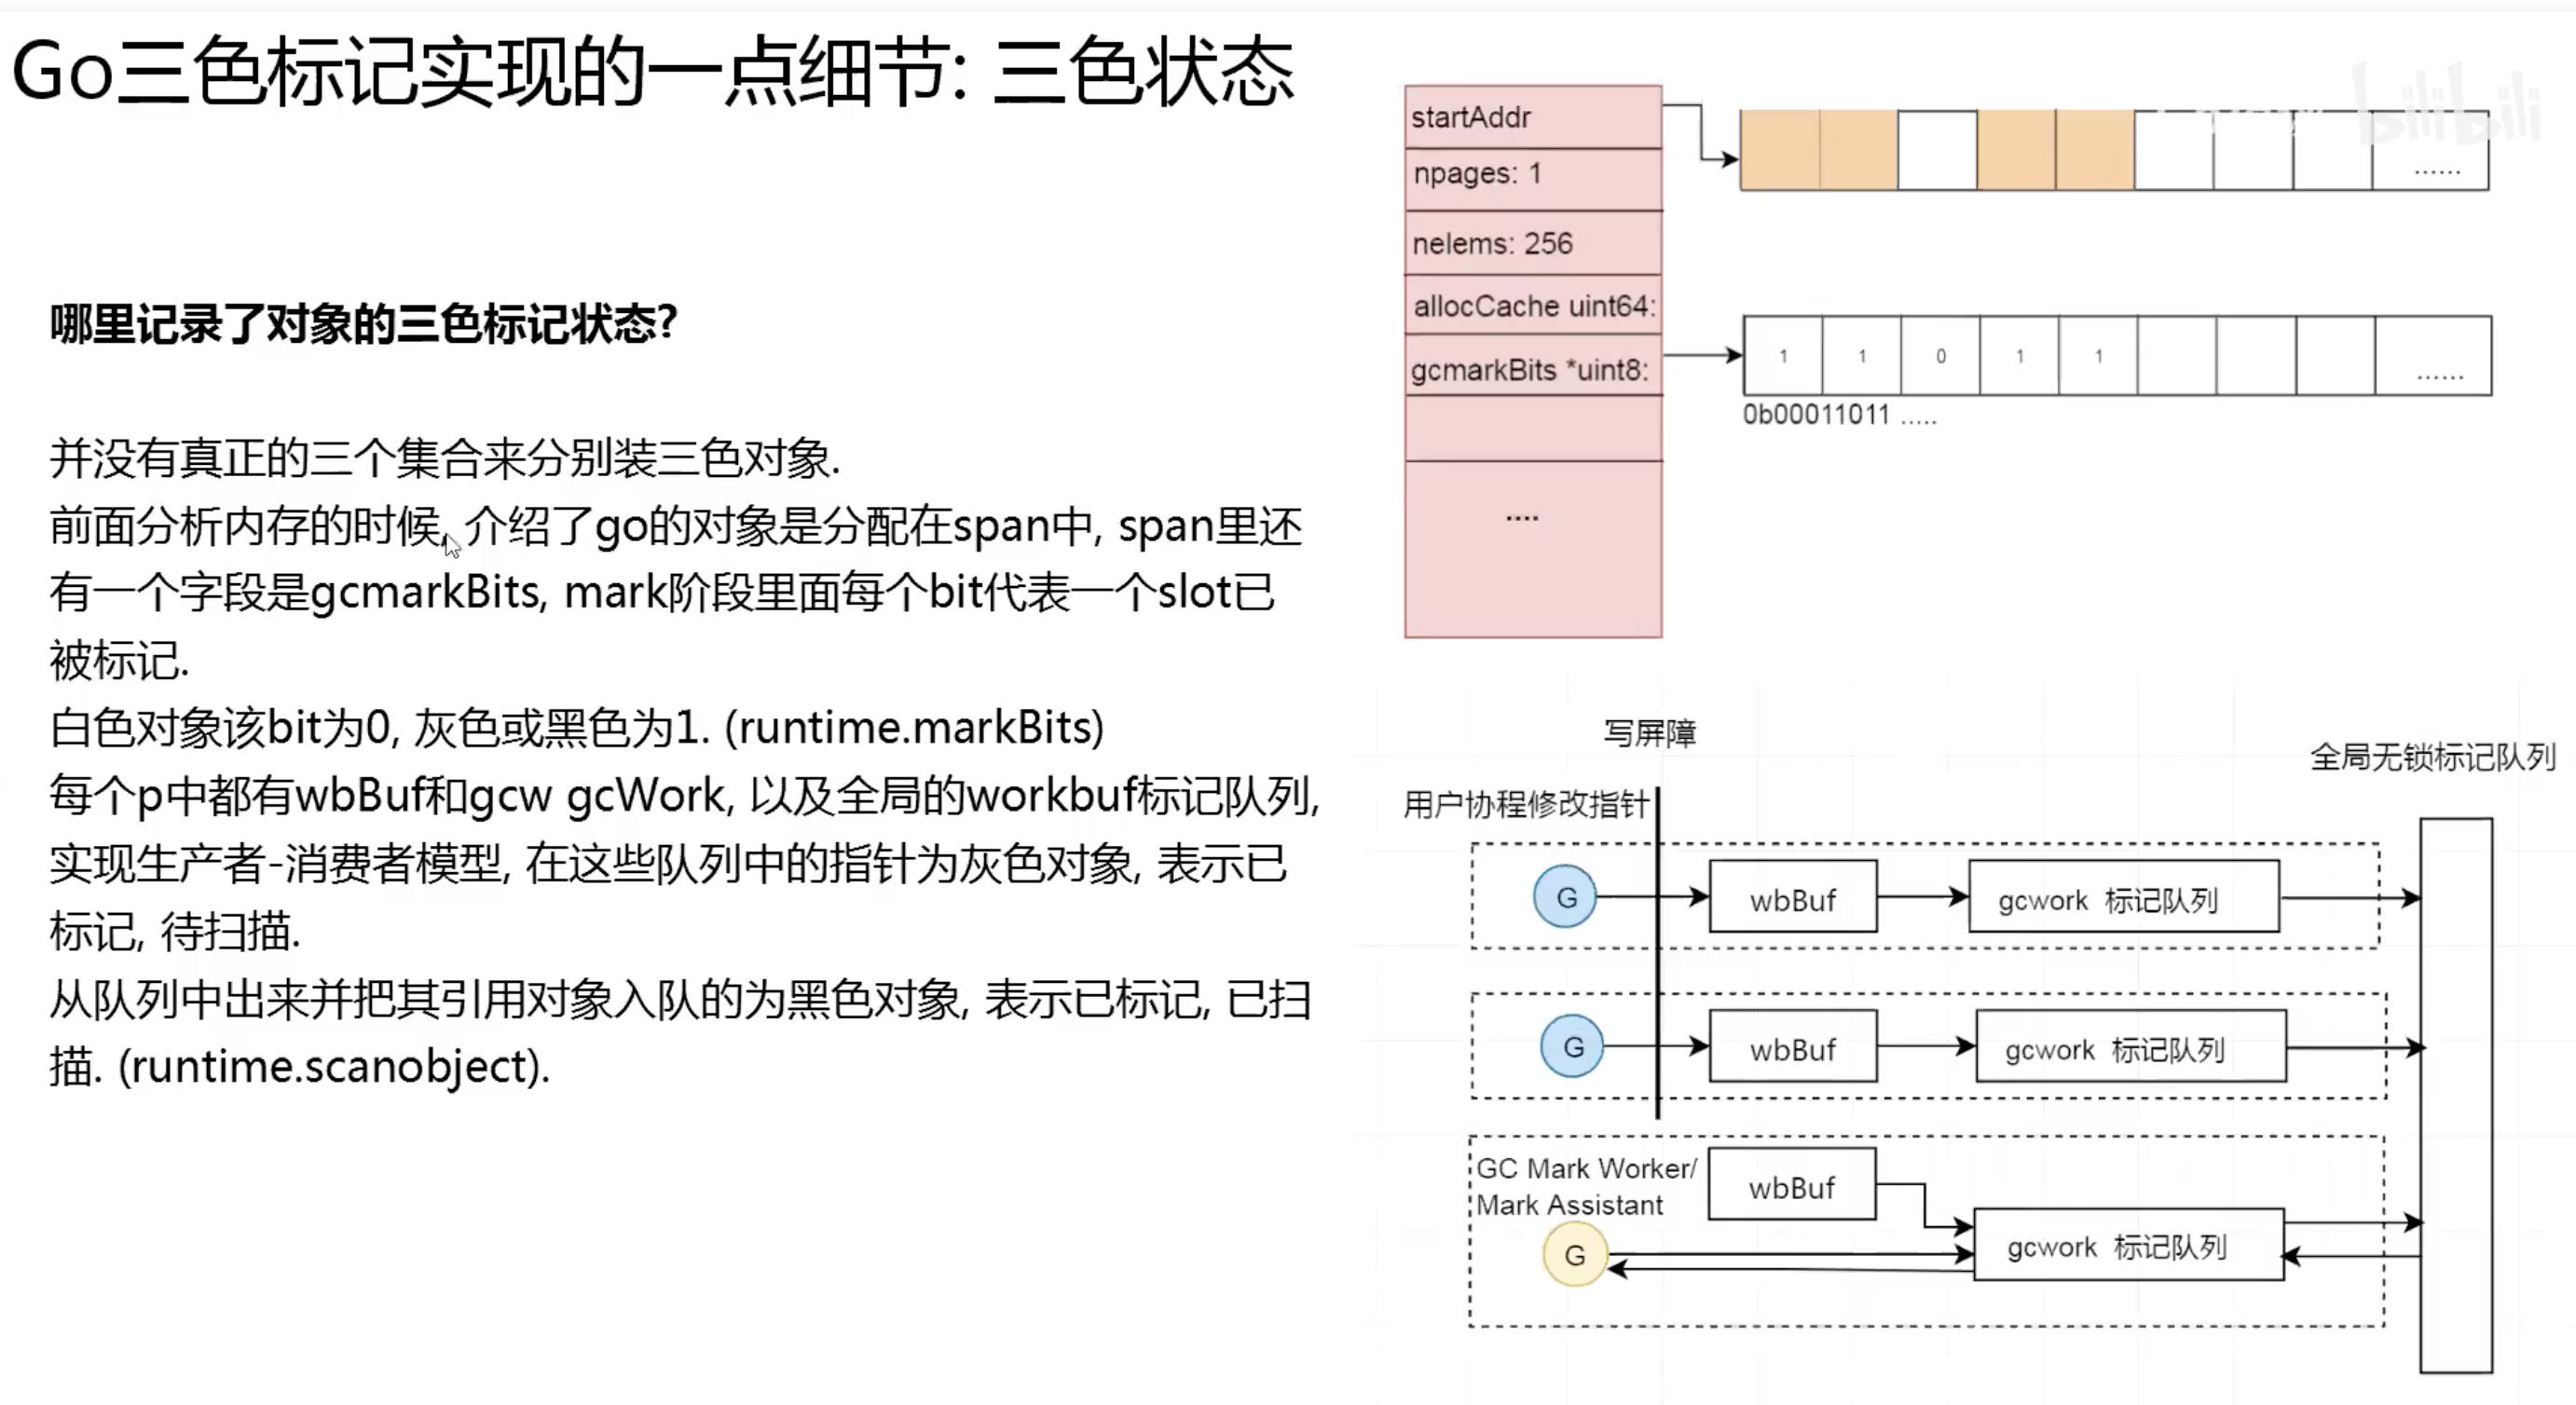 Go三色标记实现的一点细节: 三色状态
哪里记录了对象的三色标记状态?
并没有真正的三个集合来分别装三色对象.
前面分析内存的时候, 介绍了go的对象是分配在span中, span里还
有一个字段是gcmarkBits, mark阶段里面每个bit代表一个slot已
被标记.
白色对象该bit为0, 灰色或黑色为1. (runtime.markBits)
每个p中都有wbBuf和gcw gcWork, 以及全局的workbuf标记队列,
实现生产者-消费者模型, 在这些队列中的指针为灰色对象, 表示已
标记, 待扫描.
从队列中出来并把其引用对象入队的为黑色对象, 表示已标记, 已扫
描. (runtime.scanobject).
startAddr
npages: 1
nelems: 256
allocCache uint64:
gcmarkBits *uint8:
....
......
bilibili
1 1 0 1 1 ......
0b00011011 .....
写屏障
全局无锁标记队列
用户协程修改指针
G wbBuf gcwork 标记队列
G wbBuf gcwork 标记队列
GC Mark Worker/
Mark Assistant
wbBuf
G gcwork 标记队列